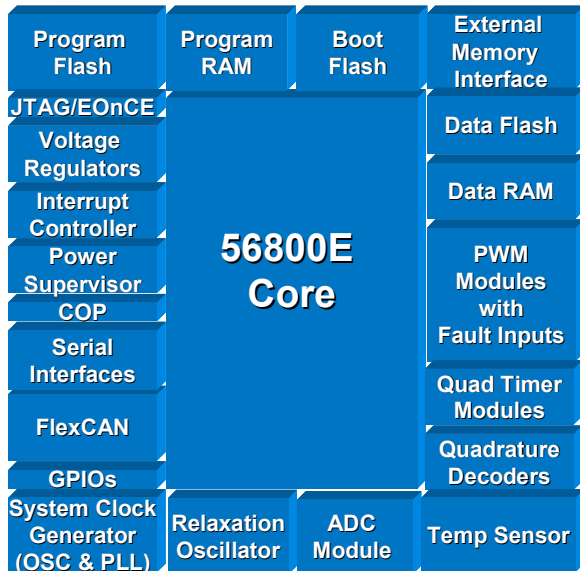 Program
Flash
Program
RAM
Boot
Flash
External
Memory
Interface
JTAG/EOnCE
Voltage
Regulators
Interrupt
Controller
Power
Supervisor
COP
Serial
Interfaces
FlexCAN
GPIOs
56800E
Core
Data Flash
Data RAM
PWM
Modules
with
Fault Inputs
Quad Timer
Modules
Quadrature
Decoders
System Clock
Generator
(OSC & PLL)
Relaxation
Oscillator
ADC
Module
Temp Sensor